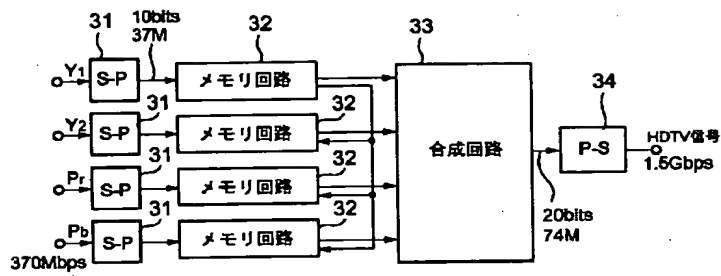 31
10bits
37M
32
33
Y1
S-P
メモリ回路
31
32
Y2
S-P
メモリ回路
34
合成回路
P-S
HDTV信号
1.5Gbps
31
32
Pr
S-P
メモリ回路
20bits
74M
31
32
Pb
S-P
メモリ回路
370Mbps